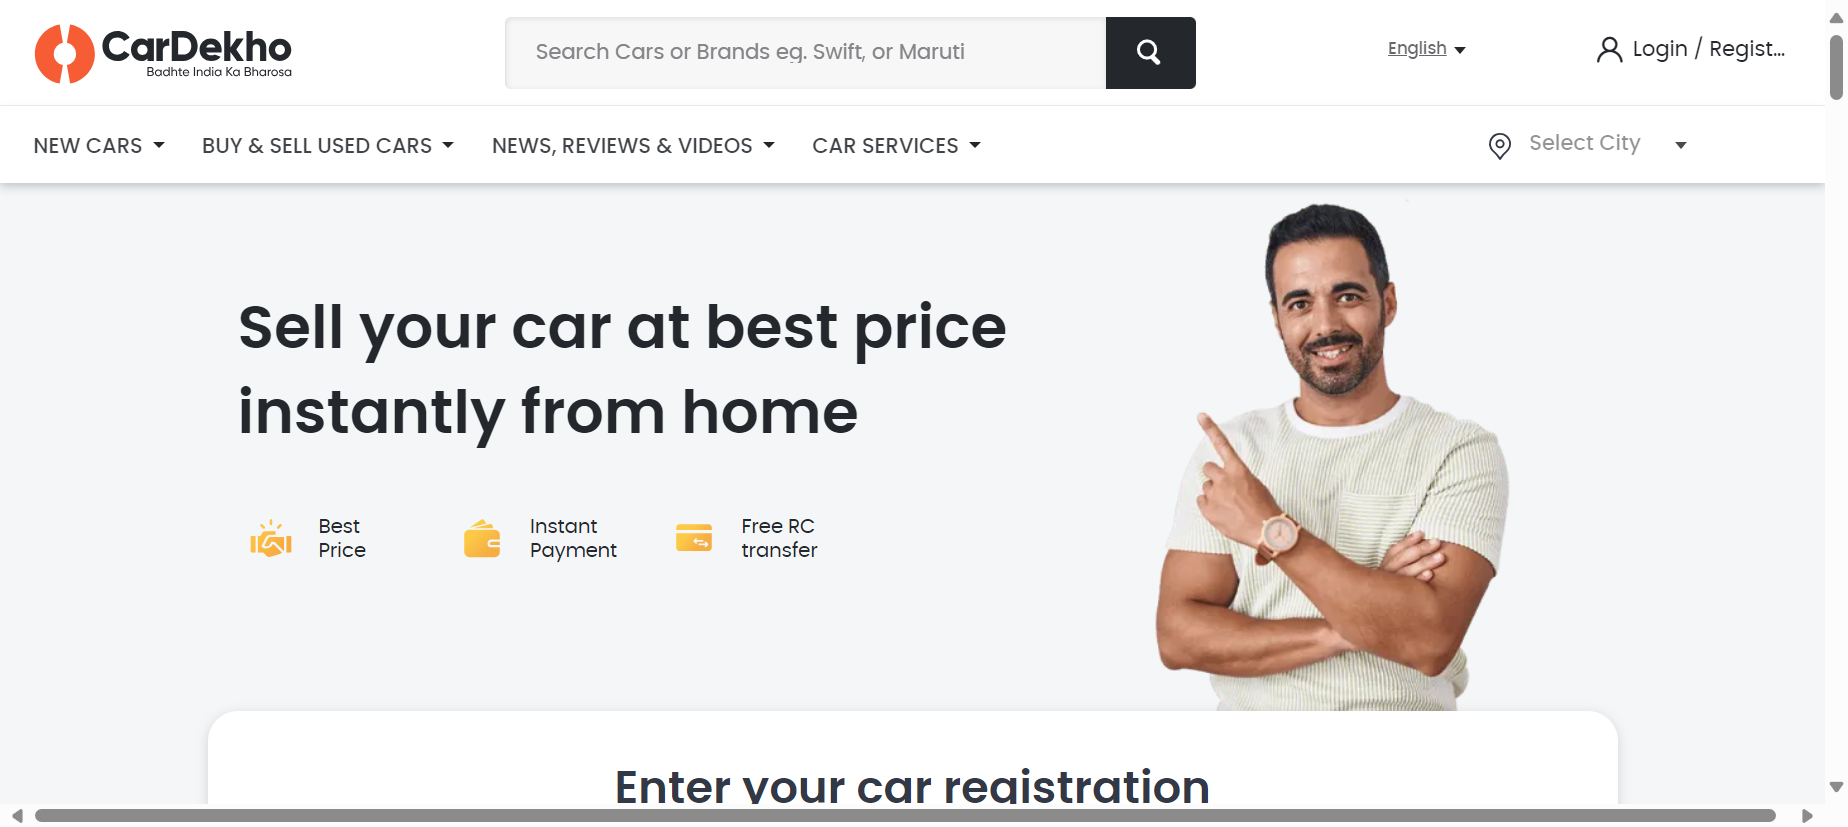 CarDekho
Badhte India Ka Bharosa
Search Cars or Brands eg. Swift, or Maruti
English
Login / Regist...
NEW CARS
BUY & SELL USED CARS
NEWS, REVIEWS & VIDEOS
CAR SERVICES
Select City
Sell your car at best price
instantly from home
Best
Price
Instant
Payment
Free RC
transfer
Enter your car registration